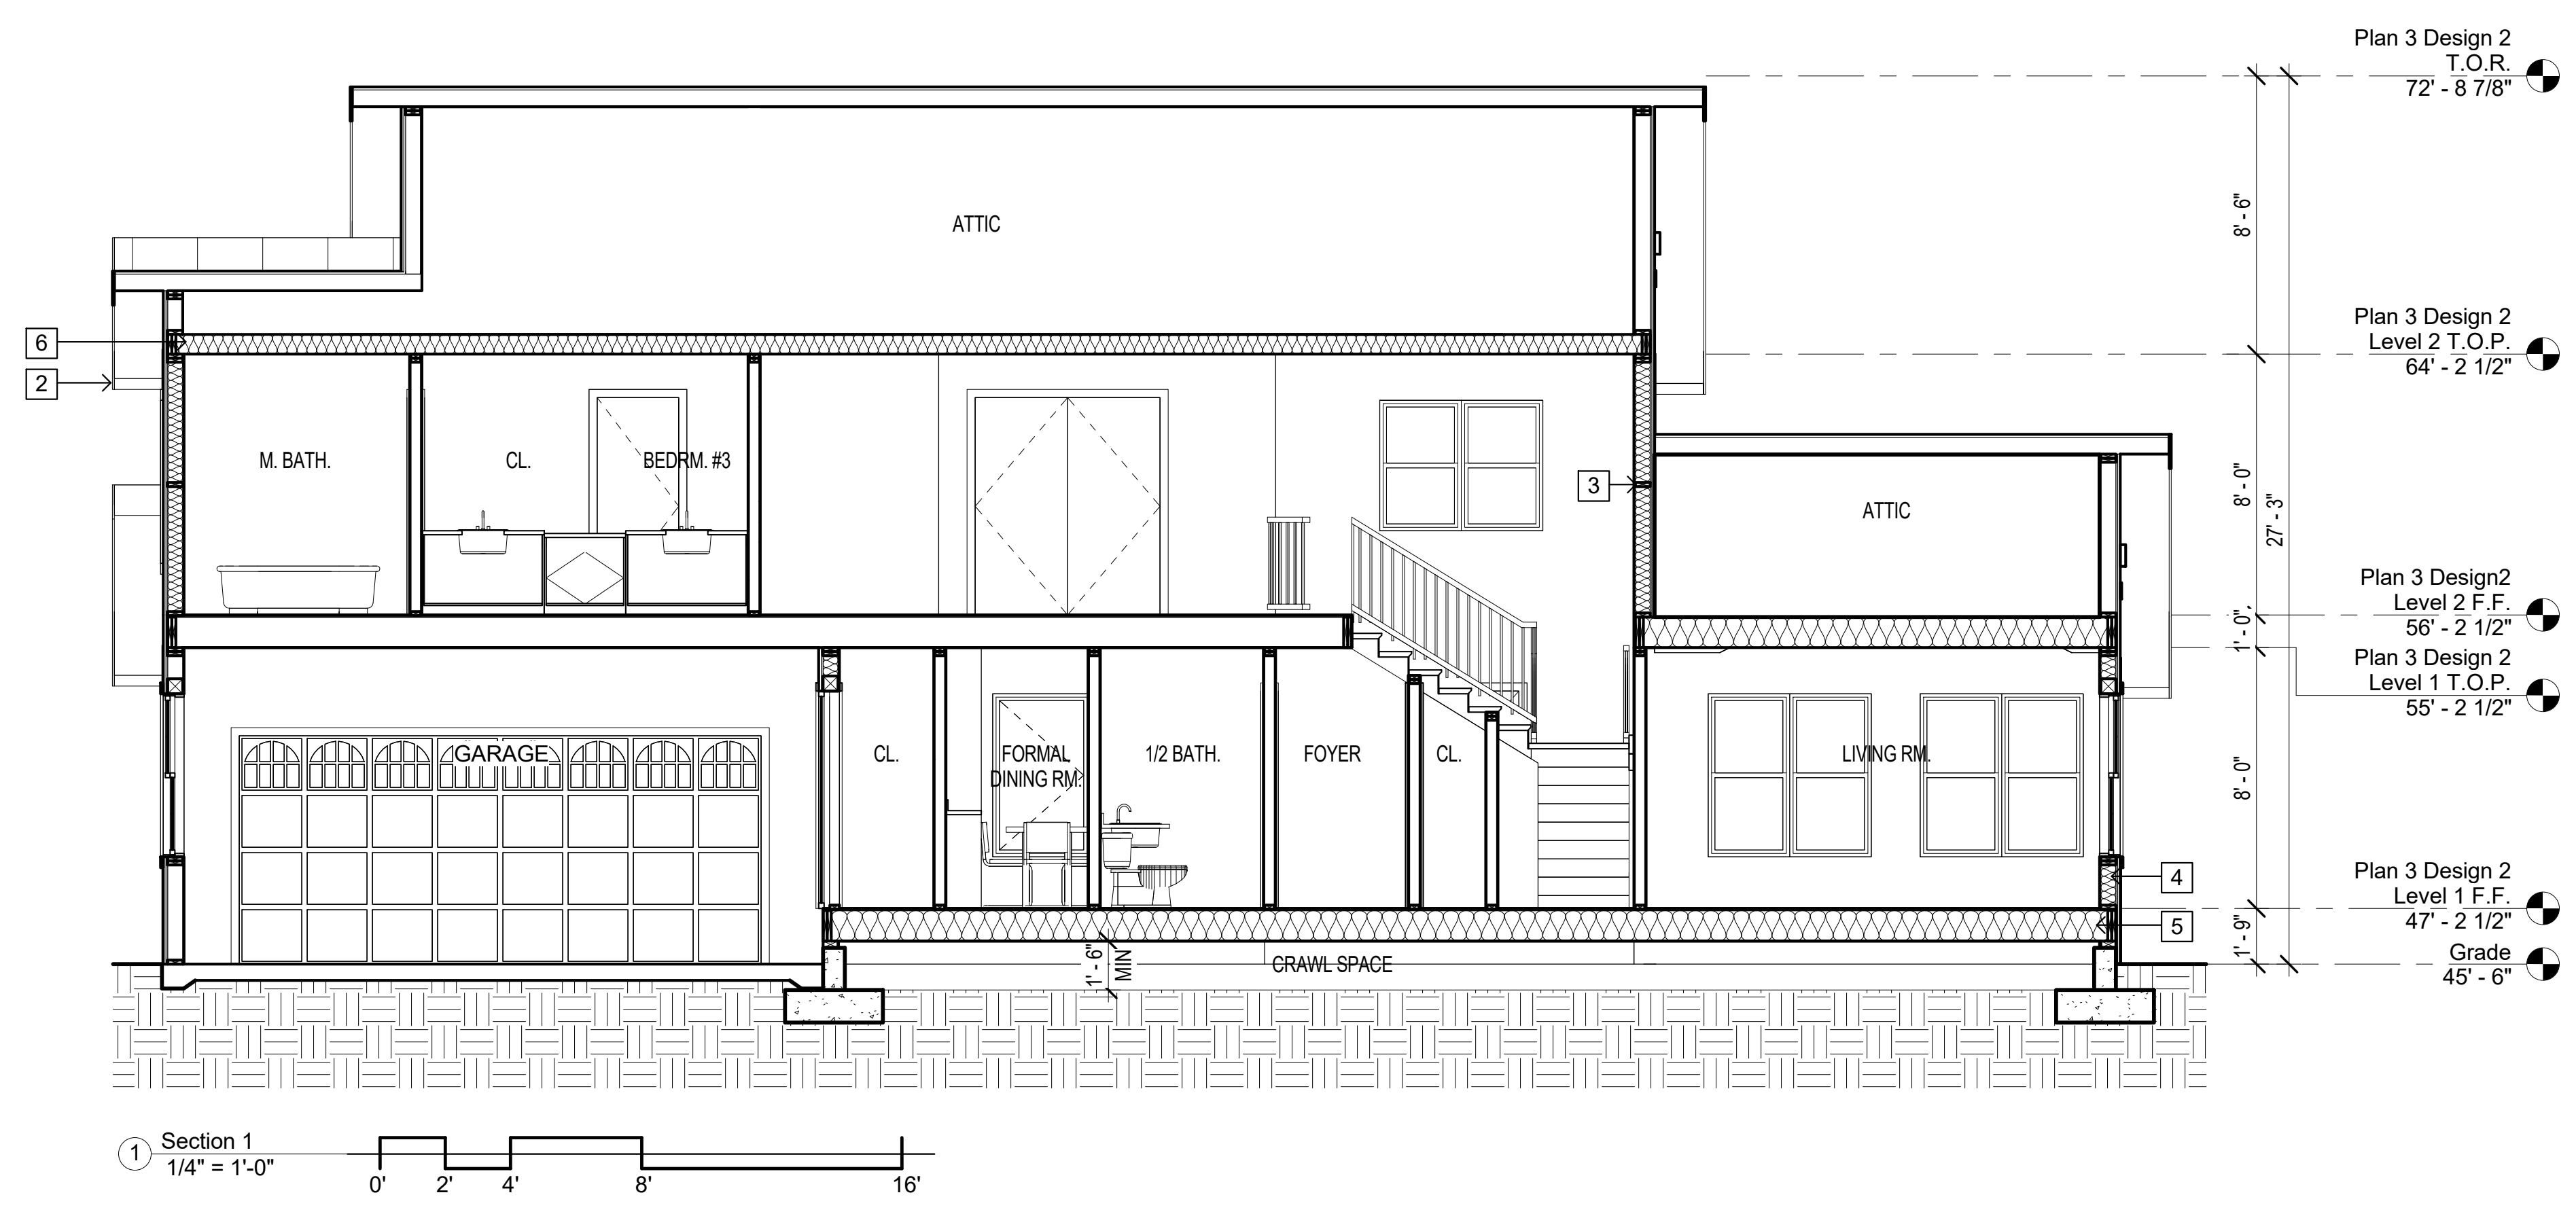 Plan 3 Design 2
T.O.R.
72' - 8 7/8"
8' - 6"
ATTIC
Plan 3 Design 2
Level 2 T.O.P.
64' - 2 1/2"
6
2
M. BATH.
CL.
BEDRM. #3
3
ATTIC
8' - 0"
27' - 3"
Plan 3 Design2
Level 2 F.F.
56' - 2 1/2"
1' - 0"
Plan 3 Design 2
Level 1 T.O.P.
55' - 2 1/2"
GARAGE
CL.
FORMAL
DINING RM.
1/2 BATH.
FOYER
CL.
LIVING RM.
8' - 0"
4
Plan 3 Design 2
Level 1 F.F.
47' - 2 1/2"
5
1' - 9"
1' - 6"
MIN
CRAWL SPACE
Grade
45' - 6"
1
Section 1
1/4" = 1'-0"
0' 2' 4' 8' 16'